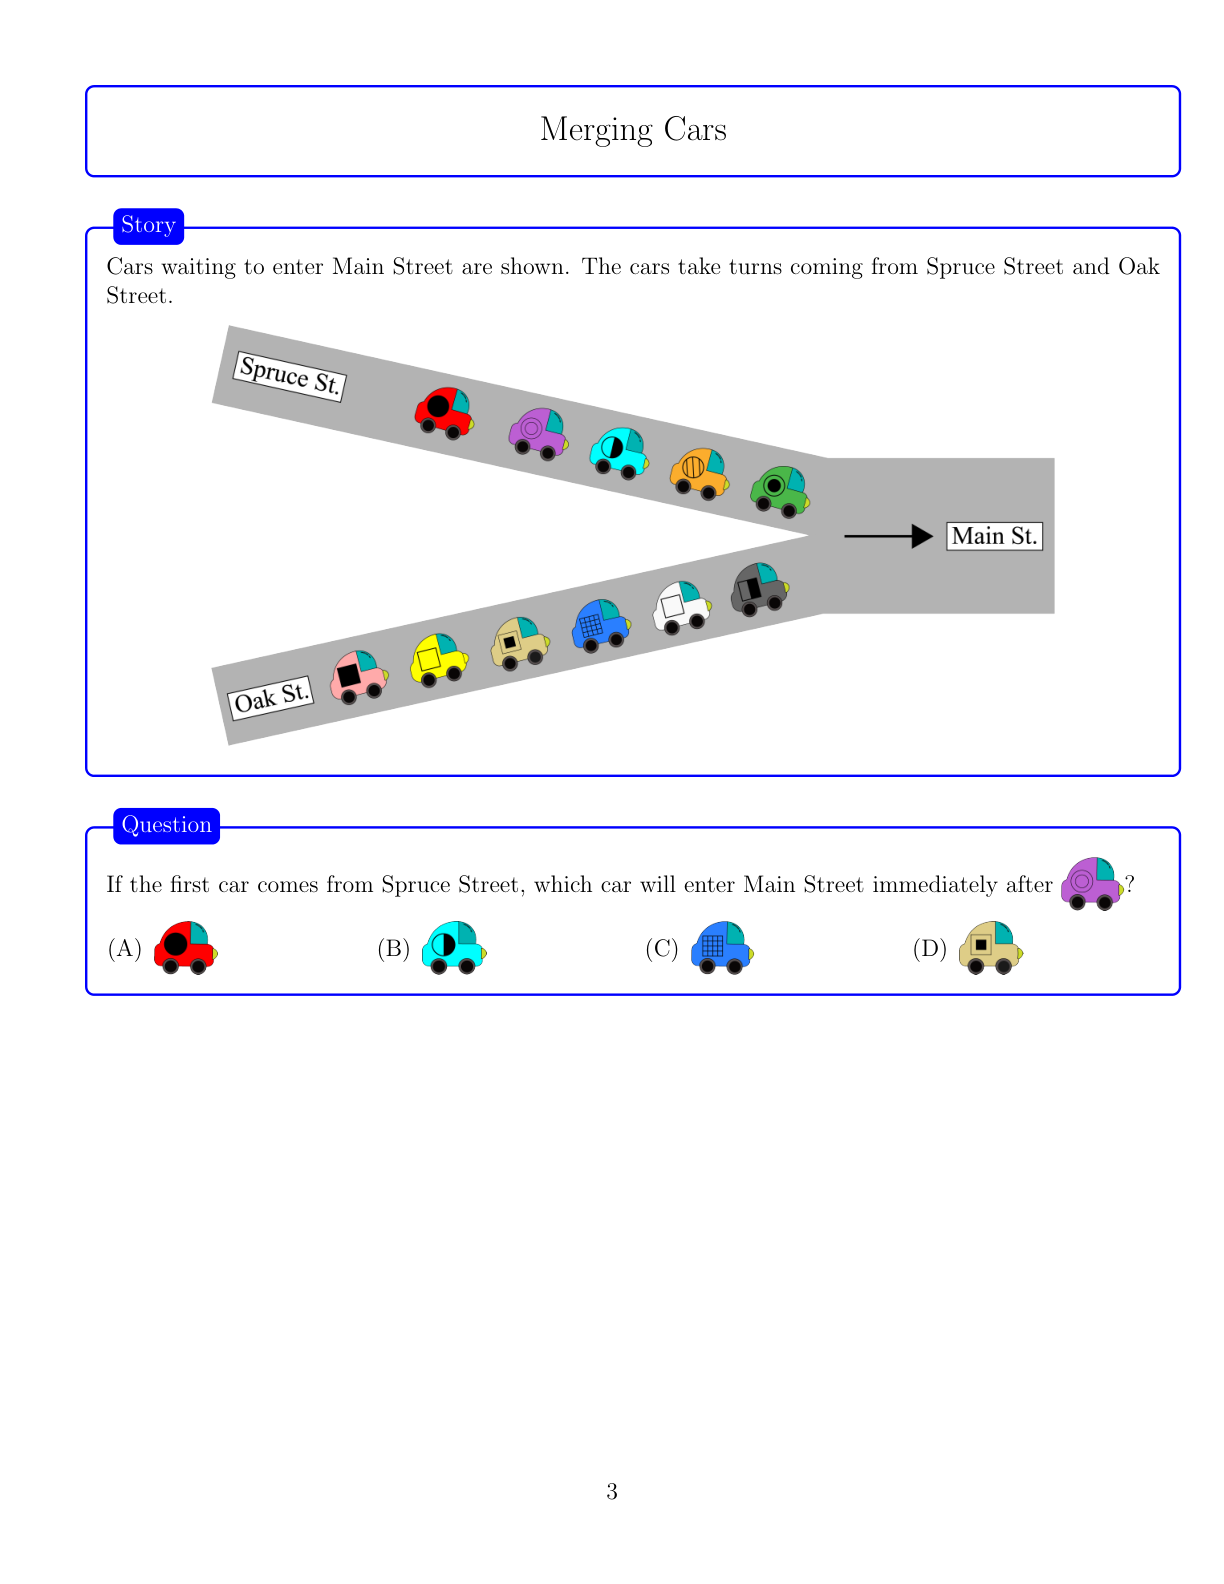 Merging Cars
Story
Cars waiting to enter Main Street are shown. The cars take turns coming from Spruce Street and Oak
Street.
Spruce St.
Main St.
Oak St.
Question
If the first car comes from Spruce Street, which car will enter Main Street immediately after ?
(A) (B) (C) (D)
3